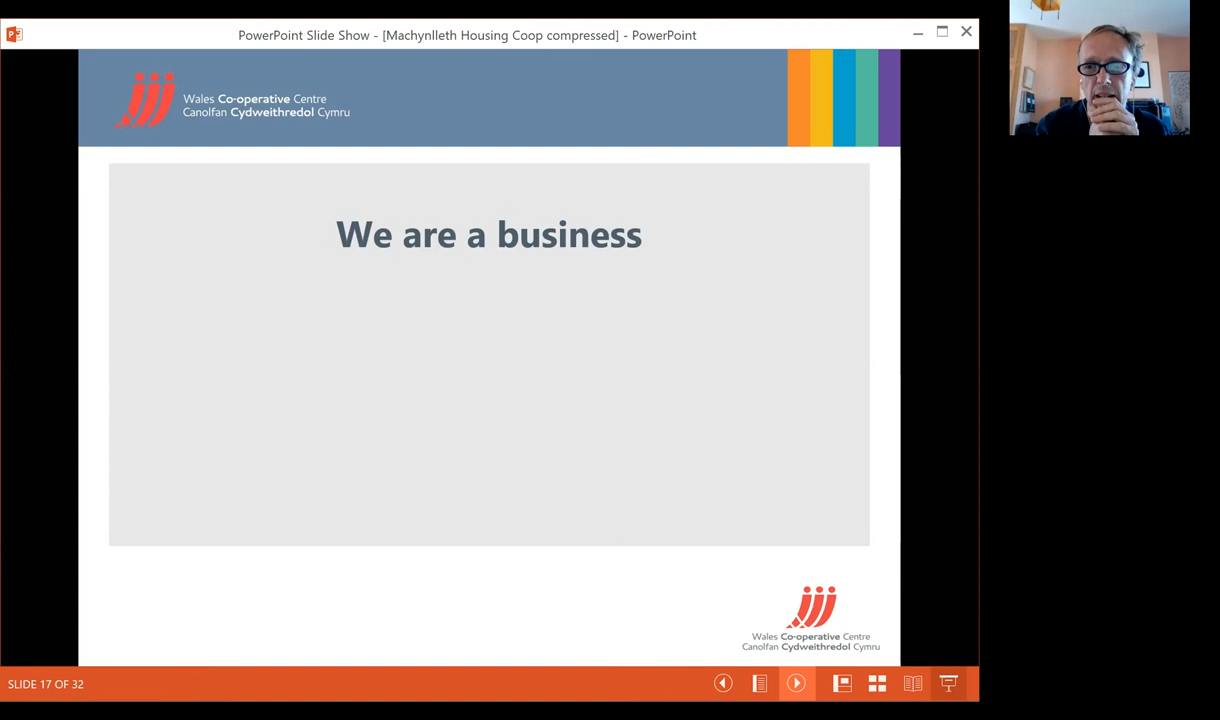 PowerPoint Slide Show - [Machynlleth Housing Coop compressed] - PowerPoint
Wales Co-operative Centre
Canolfan Cydweithredol Cymru
We are a business
Wales Co-operative Centre
Canolfan Cydweithredol Cymru
SLIDE 17 OF 32